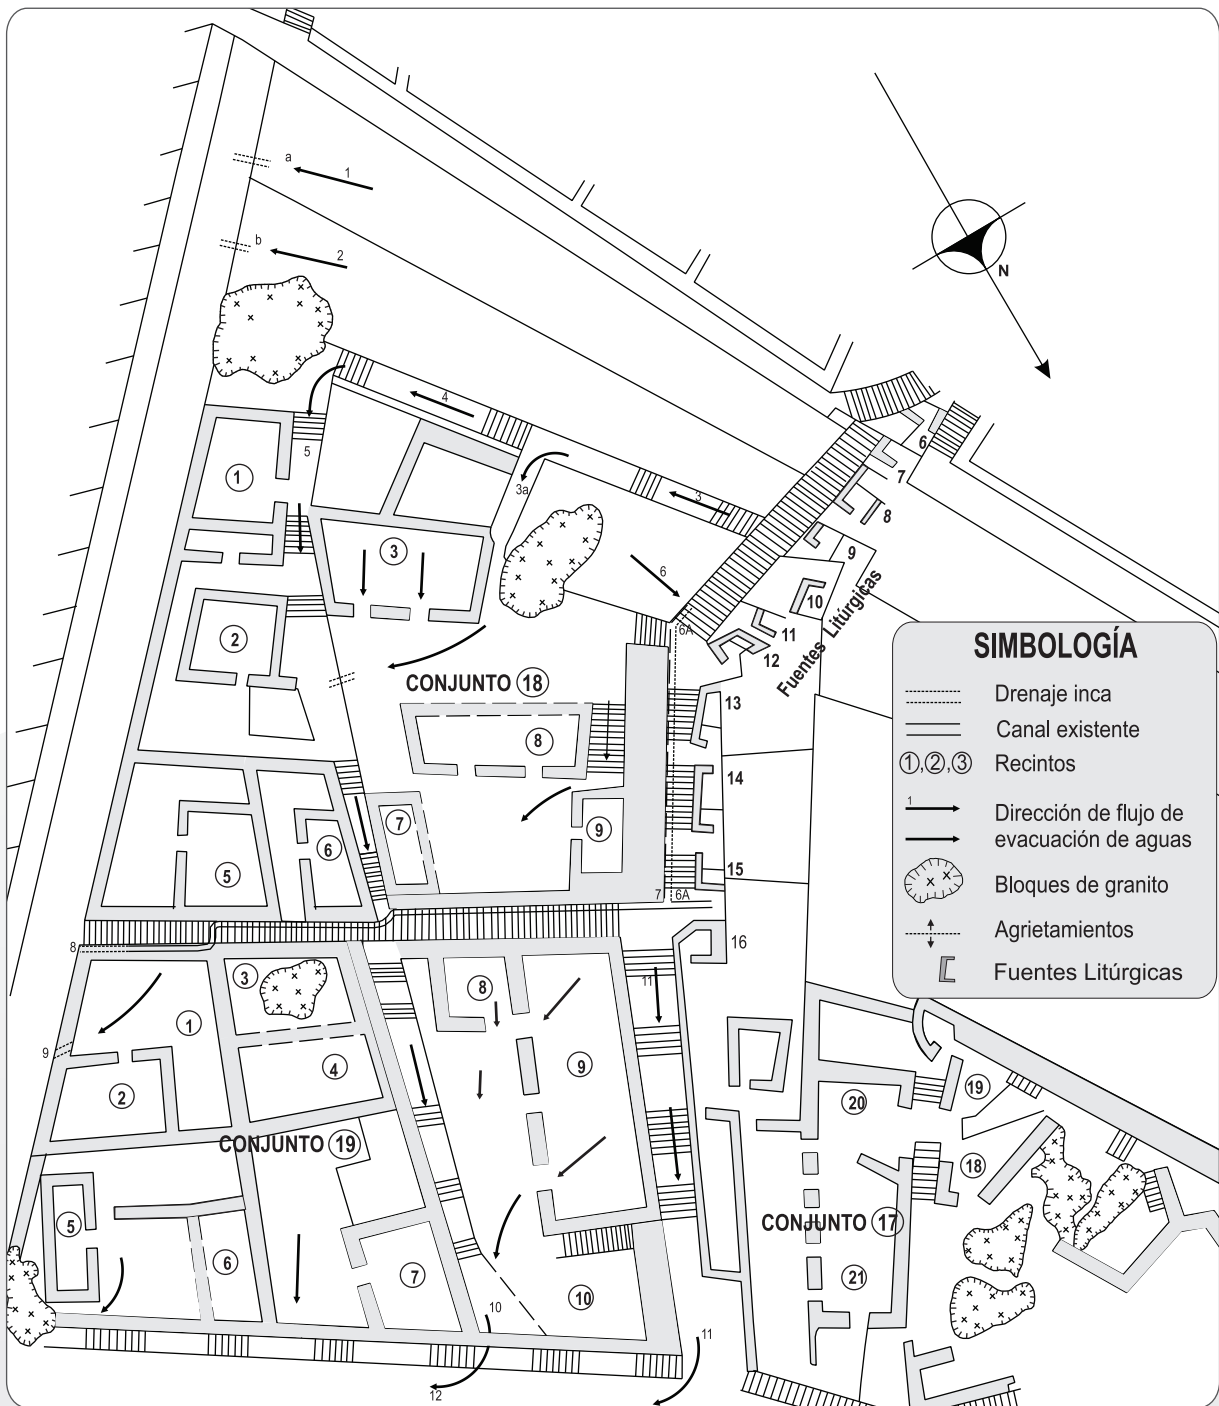 a
1
b
2
N
4
5
3a
3
6
7
8
9
10
11
12
Fuentes Litúrgicas
6
6A
1
3
2
CONJUNTO 18
8
13
14
15
7
9
5
6
7
6A
16
8
9
3
1
2
4
8
9
11
CONJUNTO 19
5
6
7
10
10
11
12
19
20
18
CONJUNTO 17
21
SIMBOLOGÍA
Drenaje inca
Canal existente
1,2,3 Recintos
1
Dirección de flujo de
evacuación de aguas
Bloques de granito
Agrietamientos
Fuentes Litúrgicas